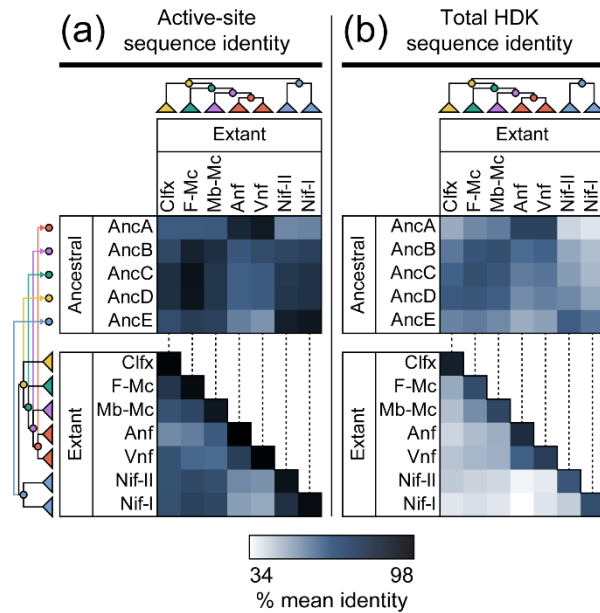 (a) Active-site
sequence identity
Extant
Clfx
F-Mc
Mb-Mc
Anf
Vnf
Nif-II
Nif-I
Ancestral
AncA
AncB
AncC
AncD
AncE
Extant
Clfx
F-Mc
Mb-Mc
Anf
Vnf
Nif-II
Nif-I
(b) Total HDK
sequence identity
Extant
Clfx
F-Mc
Mb-Mc
Anf
Vnf
Nif-II
Nif-I
Ancestral
AncA
AncB
AncC
AncD
AncE
Extant
Clfx
F-Mc
Mb-Mc
Anf
Vnf
Nif-II
Nif-I
34 98
% mean identity